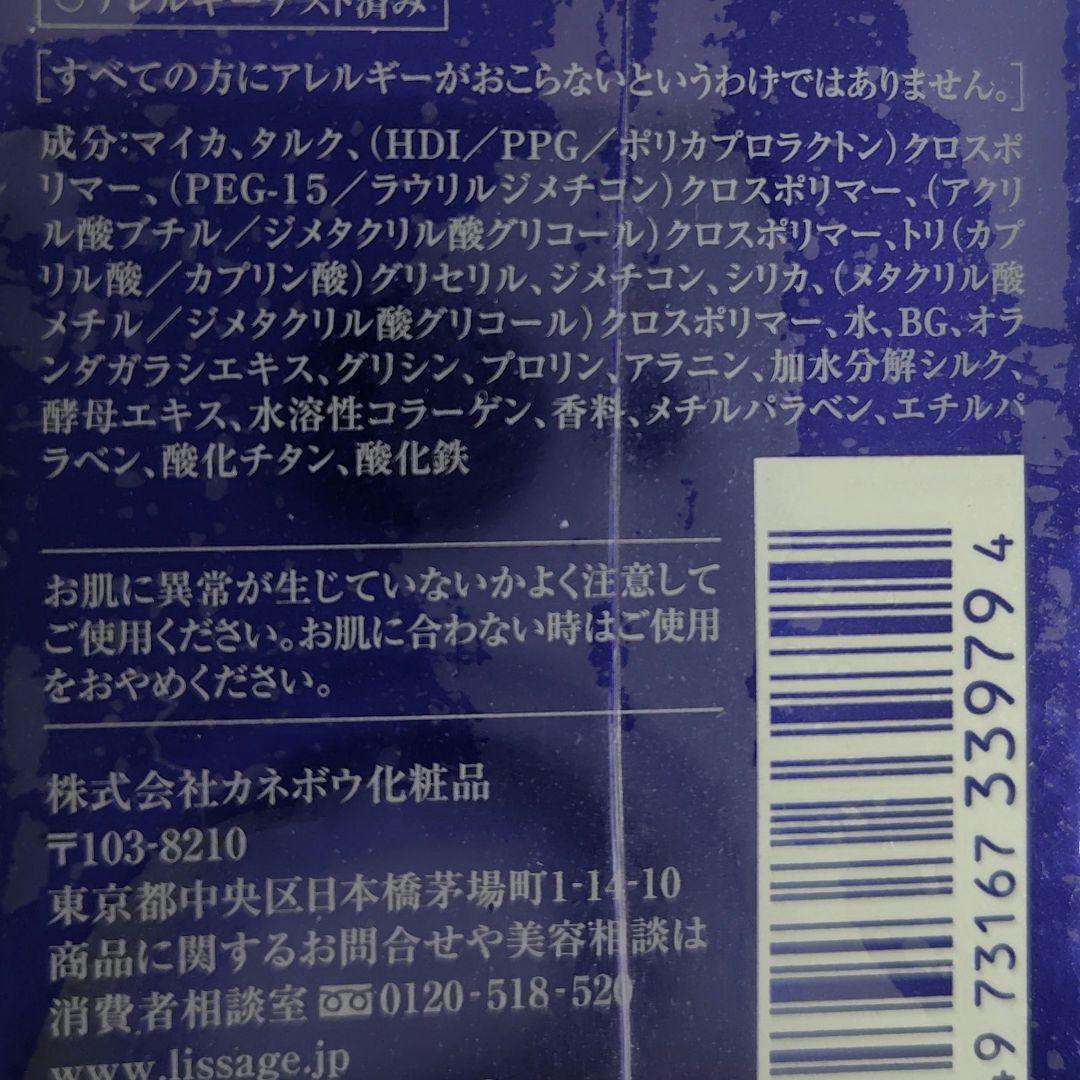 ○アレルギーテスト済み
[すべての方にアレルギーがおこらないというわけではありません。]
成分:マイカ、タルク、(HDI/PPG/ポリカプロラクトン)クロスポ
リマー、(PEG-15/ラウリルジメチコン)クロスポリマー、(アクリ
ル酸ブチル/ジメタクリル酸グリコール)クロスポリマー、トリ(カプ
リル酸/カプリン酸)グリセリル、ジメチコン、シリカ、(メタクリル酸
メチル/ジメタクリル酸グリコール)クロスポリマー、水、BG、オラ
ンダガラシエキス、グリシン、プロリン、アラニン、加水分解シルク、
酵母エキス、水溶性コラーゲン、香料、メチルパラベン、エチルパ
ラベン、酸化チタン、酸化鉄
お肌に異常が生じていないかよく注意して
ご使用ください。お肌に合わない時はご使用
をおやめください。
株式会社カネボウ化粧品
〒103-8210
東京都中央区日本橋茅場町1-14-10
商品に関するお問合せや美容相談は
消費者相談室 0120-518-520
www.lissage.jp
4973167339794